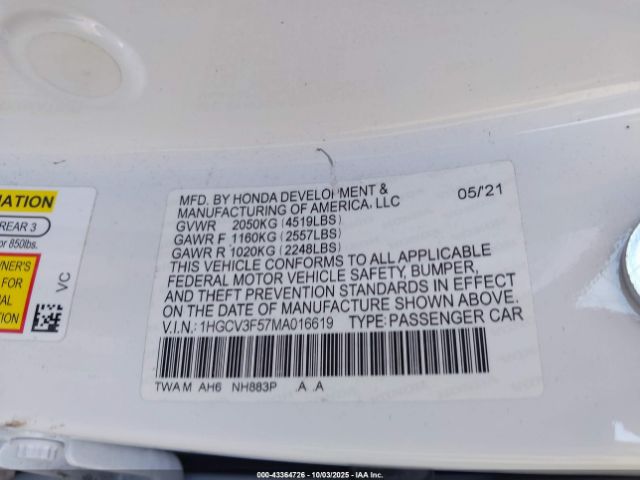 MFD. BY HONDA DEVELOPMENT &
MANUFACTURING OF AMERICA, LLC
05/'21
GVWR 2050KG (4519LBS)
GAWR F 1160KG (2557LBS)
GAWR R 1020KG (2248LBS)
THIS VEHICLE CONFORMS TO ALL APPLICABLE
FEDERAL MOTOR VEHICLE SAFETY, BUMPER,
AND THEFT PREVENTION STANDARDS IN EFFECT
ON THE DATE OF MANUFACTURE SHOWN ABOVE.
V.I.N.: 1HGCV3F57MA016619 TYPE: PASSENGER CAR
TWA M AH6 NH883P .A .A
REAR 3
or 850lbs.
FOR
VC
000-43364726 10/03/2025 IAA Inc.